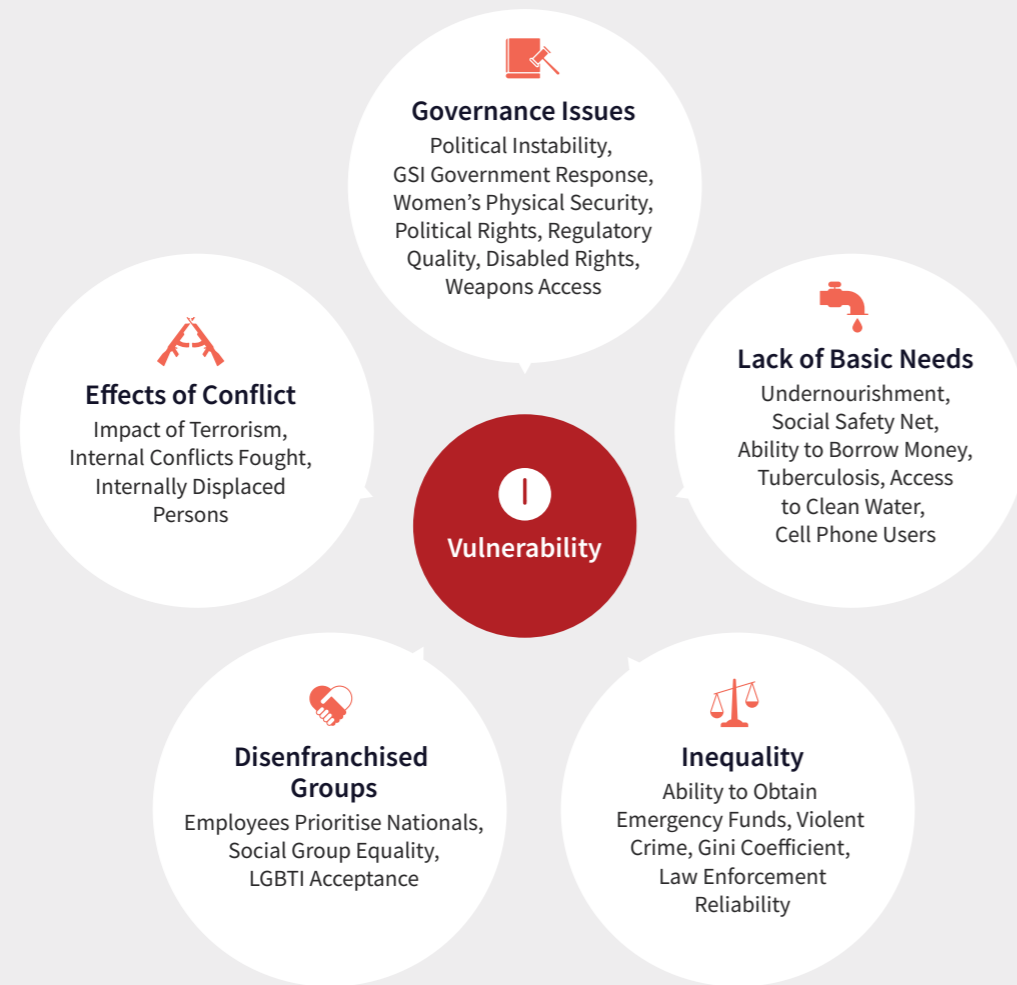 Governance Issues
Political Instability,
GSI Government Response,
Women’s Physical Security,
Political Rights, Regulatory
Quality, Disabled Rights,
Weapons Access
Lack of Basic Needs
Undernourishment,
Social Safety Net,
Ability to Borrow Money,
Tuberculosis, Access
to Clean Water,
Cell Phone Users
Effects of Conflict
Impact of Terrorism,
Internal Conflicts Fought,
Internally Displaced
Persons
Vulnerability
Disenfranchised
Groups
Employees Prioritise Nationals,
Social Group Equality,
LGBTI Acceptance
Inequality
Ability to Obtain
Emergency Funds, Violent
Crime, Gini Coefficient,
Law Enforcement
Reliability